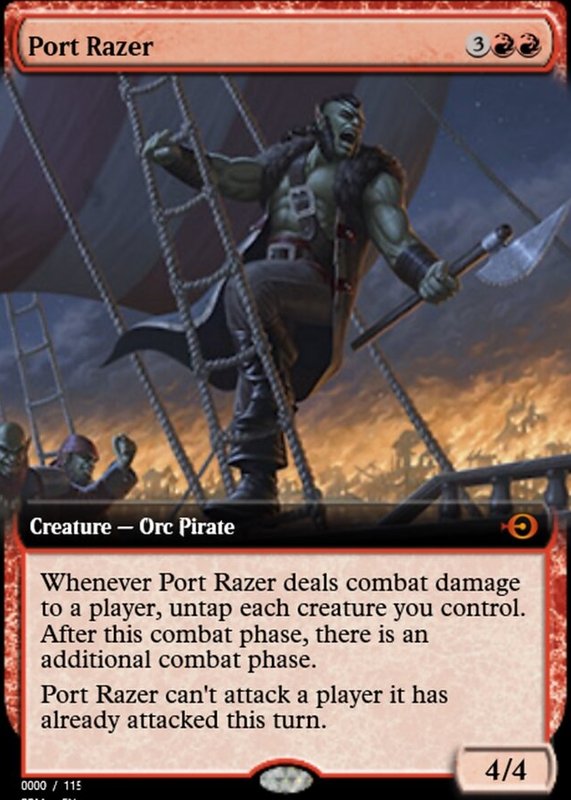 Port Razer
3
Creature — Orc Pirate
Whenever Port Razer deals combat damage
to a player, untap each creature you control.
After this combat phase, there is an
additional combat phase.
Port Razer can't attack a player it has
already attacked this turn.
4/4
0000 / 115